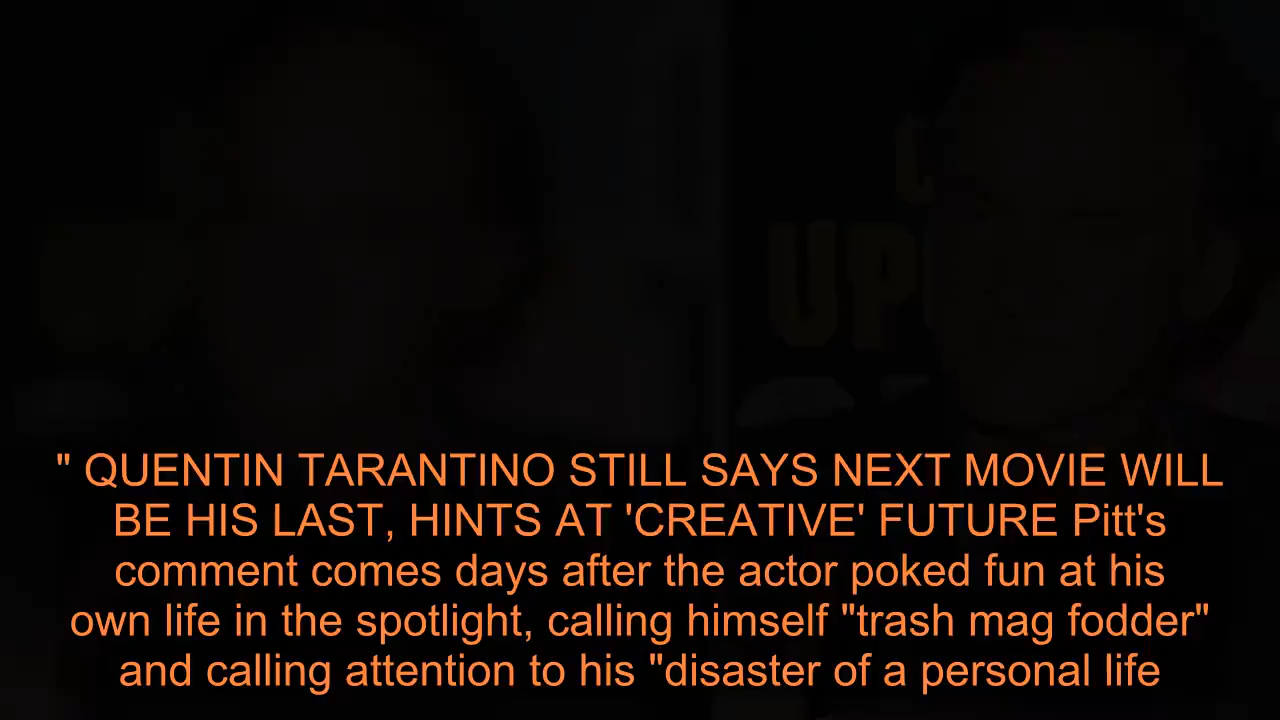 UP
" QUENTIN TARANTINO STILL SAYS NEXT MOVIE WILL
BE HIS LAST, HINTS AT 'CREATIVE' FUTURE Pitt's
comment comes days after the actor poked fun at his
own life in the spotlight, calling himself "trash mag fodder"
and calling attention to his "disaster of a personal life